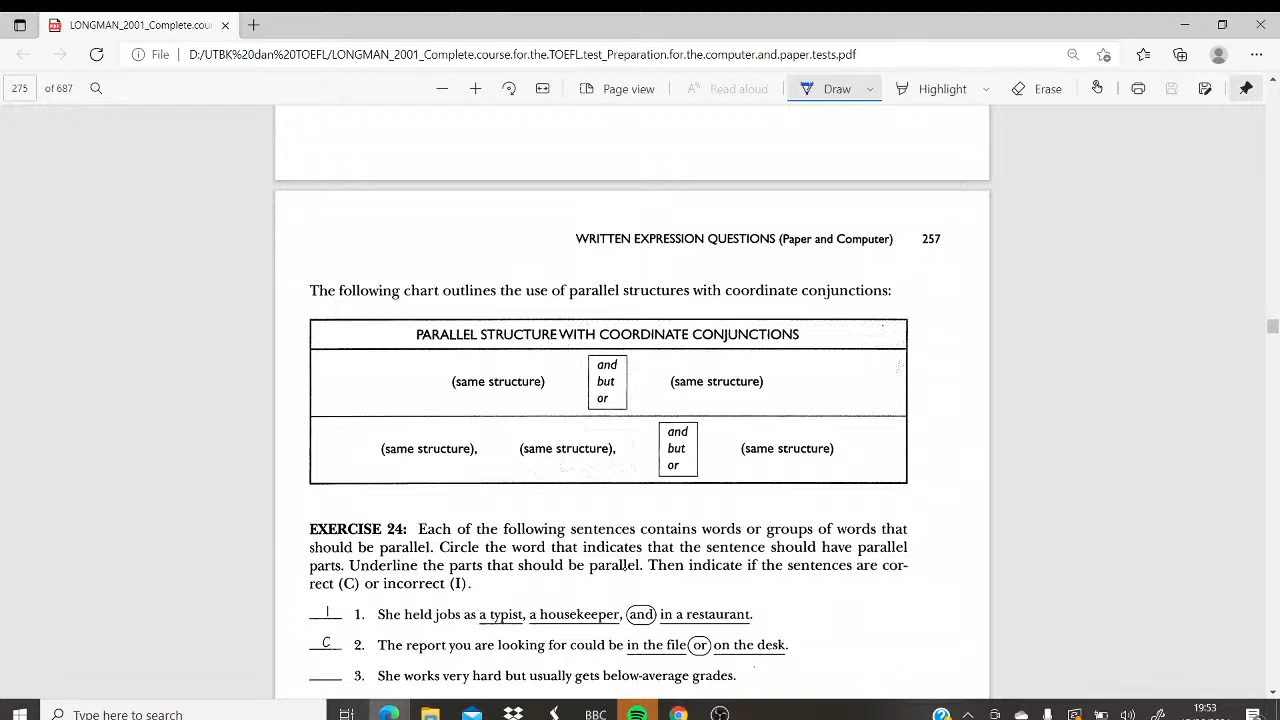 LONGMAN_2001_Complete.cou
File D:/UTBK%20dan%20TOEFL/LONGMAN_2001_Complete.course.for.the.TOEFL.test_Preparation.for.the.computer.and.paper.tests.pdf
275 of 687 Page view Read aloud Draw Highlight Erase
WRITTEN EXPRESSION QUESTIONS (Paper and Computer) 257
The following chart outlines the use of parallel structures with coordinate conjunctions:
PARALLEL STRUCTURE WITH COORDINATE CONJUNCTIONS
and
(same structure) but (same structure)
or
and
(same structure), (same structure), but (same structure)
or
EXERCISE 24: Each of the following sentences contains words or groups of words that
should be parallel. Circle the word that indicates that the sentence should have parallel
parts. Underline the parts that should be parallel. Then indicate if the sentences are cor-
rect (C) or incorrect (I).
I 1. She held jobs as a typist, a housekeeper, and in a restaurant.
C 2. The report you are looking for could be in the file or on the desk.
3. She works very hard but usually gets below-average grades.
19:53
Type here to search BBC